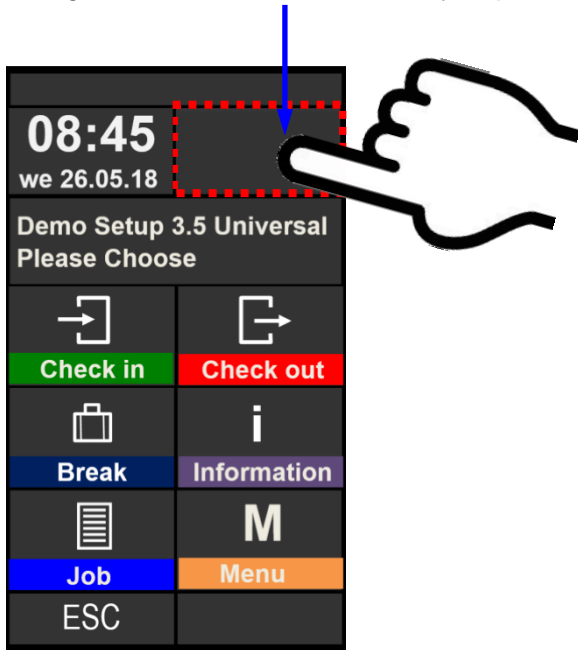 08:45
we 26.05.18
Demo Setup 3.5 Universal
Please Choose
Check in
Check out
i
Break
Information
M
Job
Menu
ESC